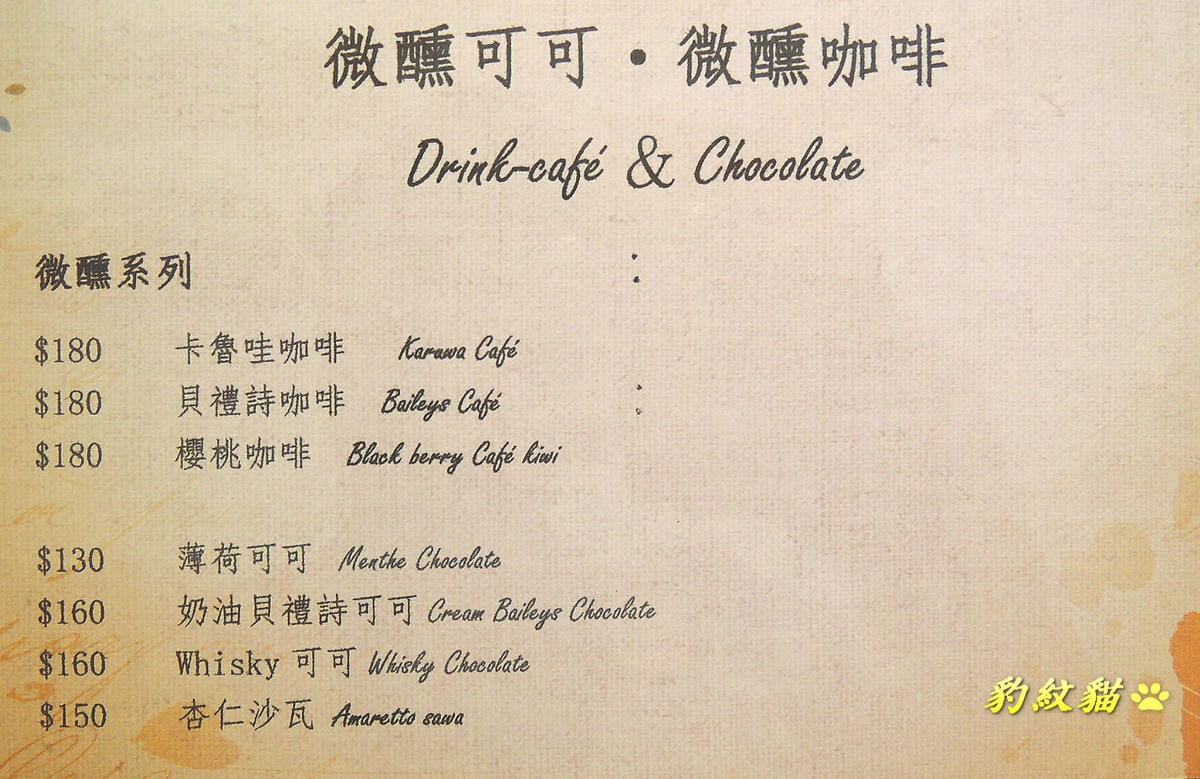 微醺可可・微醺咖啡
Drink-café & Chocolate
微醺系列
$180 卡魯哇咖啡 Karuwa Café
$180 貝禮詩咖啡 Baileys Café
$180 櫻桃咖啡 Black berry Café kiwi
$130 薄荷可可 Menthe Chocolate
$160 奶油貝禮詩可可 Cream Baileys Chocolate
$160 Whisky 可可 Whisky Chocolate
$150 杏仁沙瓦 Amaretto sawa
豹紋貓